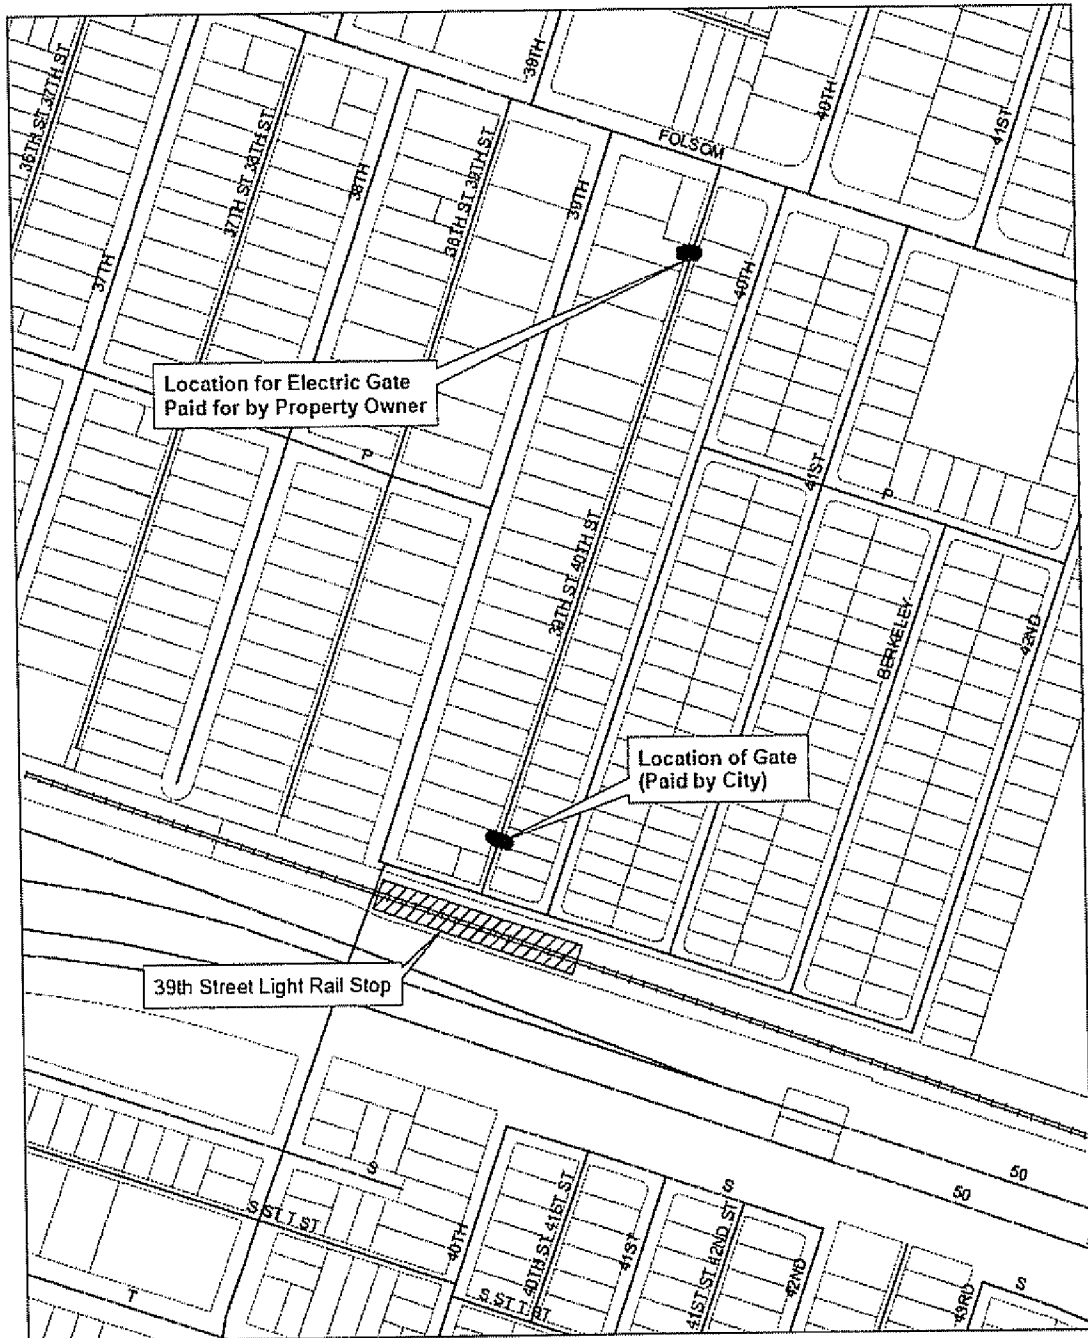 39TH
40TH
41ST
36TH ST 37TH ST
37TH ST 38TH ST
38TH
38TH ST 39TH ST
39TH
FOLSOM
37TH
40TH
Location for Electric Gate
Paid for by Property Owner
P
41ST
P
39TH ST 40TH ST
BERKELEY
42ND
Location of Gate
(Paid by City)
39th Street Light Rail Stop
50
50
S
S
S ST T ST
40TH
40TH ST 41ST ST
41ST
41ST ST 42ND ST
42ND
43RD
S
S ST T ST
T